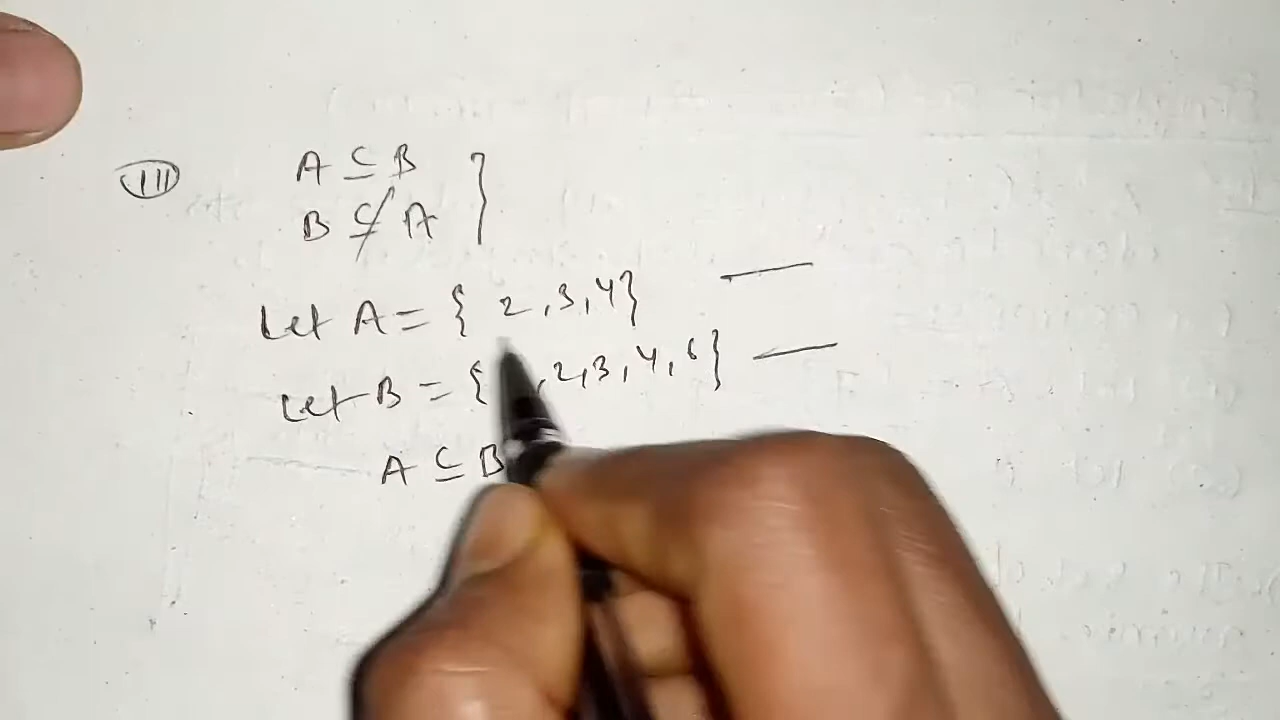 (III) A ⊆ B }
B ⊈ A
Let A = { 2,3,4}
Let B = { ,2,3,4,6}
A ⊆ B